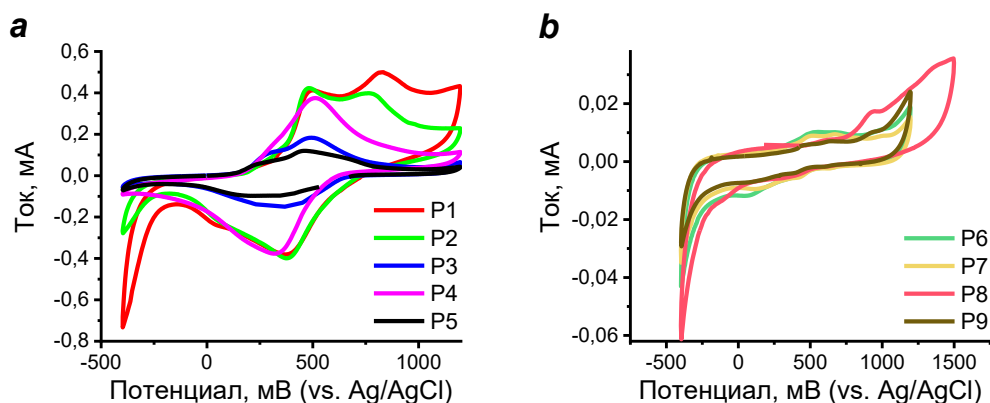 a
0,6
0,4
0,2
0,0
-0,2
-0,4
-0,6
-0,8
-500
0
500
1000
Ток, мА
Потенциал, мВ (vs. Ag/AgCl)
P1
P2
P3
P4
P5
b
0,02
0,00
-0,02
-0,04
-0,06
-500
0
500
1000
1500
Ток, мА
Потенциал, мВ (vs. Ag/AgCl)
P6
P7
P8
P9